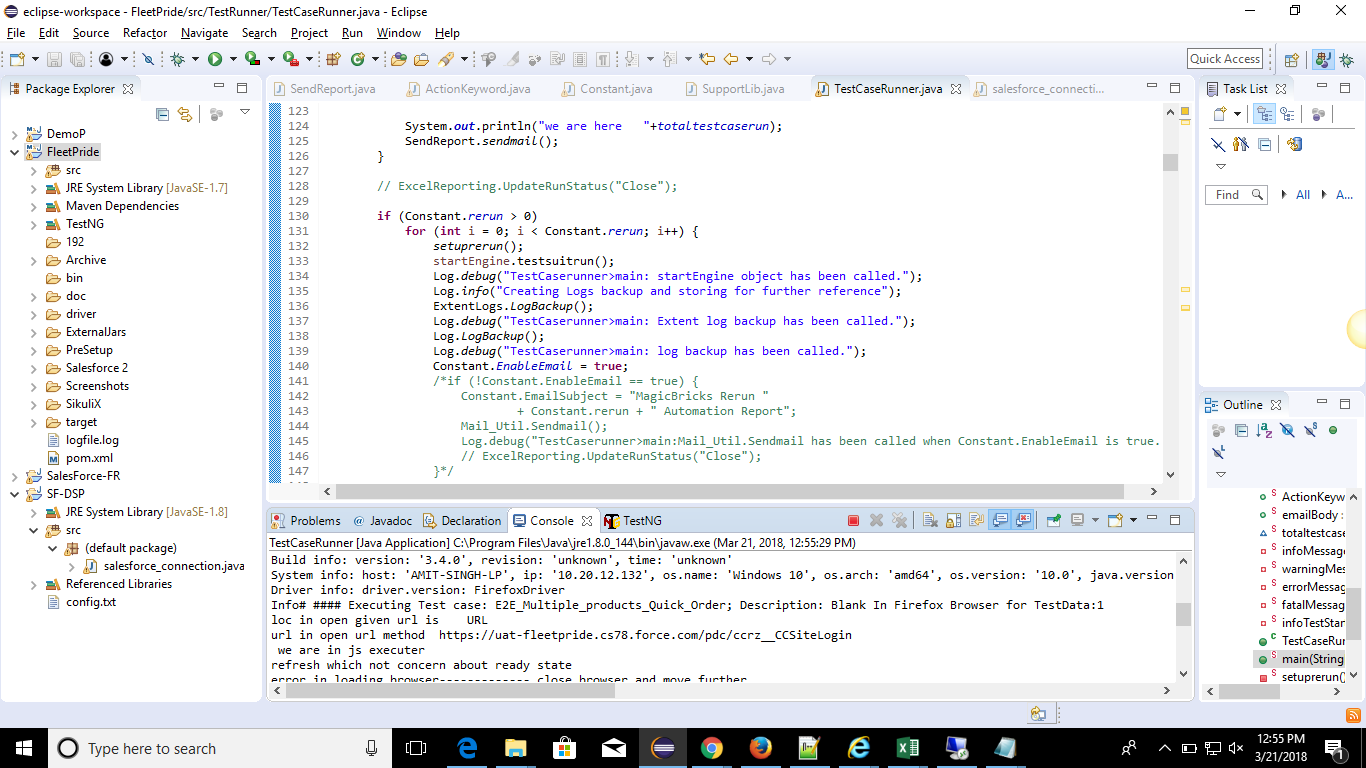 eclipse-workspace - FleetPride/src/TestRunner/TestCaseRunner.java - Eclipse
File Edit Source Refactor Navigate Search Project Run Window Help
Quick Access
Package Explorer
DemoP
FleetPride
src
JRE System Library [JavaSE-1.7]
Maven Dependencies
TestNG
192
Archive
bin
doc
driver
ExternalJars
PreSetup
Salesforce 2
Screenshots
SikuliX
target
logfile.log
pom.xml
SalesForce-FR
SF-DSP
JRE System Library [JavaSE-1.8]
src
(default package)
salesforce_connection.java
Referenced Libraries
config.txt
SendReport.java ActionKeyword.java Constant.java SupportLib.java TestCaseRunner.java salesforce_connecti...
123
124 System.out.println("we are here   "+totaltestcaserun);
125 SendReport.sendmail();
126 }
127
128 // ExcelReporting.UpdateRunStatus("Close");
129
130 if (Constant.rerun > 0)
131 for (int i = 0; i < Constant.rerun; i++) {
132 setuprerun();
133 startEngine.testsuitrun();
134 Log.debug("TestCaserunner>main: startEngine object has been called.");
135 Log.info("Creating Logs backup and storing for further reference");
136 ExtentLogs.LogBackup();
137 Log.debug("TestCaserunner>main: Extent log backup has been called.");
138 Log.LogBackup();
139 Log.debug("TestCaserunner>main: log backup has been called.");
140 Constant.EnableEmail = true;
141 /*if (!Constant.EnableEmail == true) {
142 Constant.EmailSubject = "MagicBricks Rerun "
143 + Constant.rerun + " Automation Report";
144 Mail_Util.Sendmail();
145 Log.debug("TestCaserunner>main:Mail_Util.Sendmail has been called when Constant.EnableEmail is true.
146 // ExcelReporting.UpdateRunStatus("Close");
147 }*/
Problems @ Javadoc Declaration Console TestNG
TestCaseRunner [Java Application] C:\Program Files\Java\jre1.8.0_144\bin\javaw.exe (Mar 21, 2018, 12:55:29 PM)
Build info: version: '3.4.0', revision: 'unknown', time: 'unknown'
System info: host: 'AMIT-SINGH-LP', ip: '10.20.12.132', os.name: 'Windows 10', os.arch: 'amd64', os.version: '10.0', java.version
Driver info: driver.version: FirefoxDriver
Info# #### Executing Test case: E2E_Multiple_products_Quick_Order; Description: Blank In Firefox Browser for TestData:1
loc in open given url is    URL
url in open url method  https://uat-fleetpride.cs78.force.com/pdc/ccrz__CCSiteLogin
we are in js executer
refresh which not concern about ready state
error in loading browser------------- close browser and move further
Task List
Find All A...
Outline
ActionKeyw
emailBody :
totaltestcase
infoMessag
warningMes
errorMessag
fatalMessag
infoTestStar
TestCaseRu
main(String
setuprerun()
Type here to search
12:55 PM
3/21/2018
1